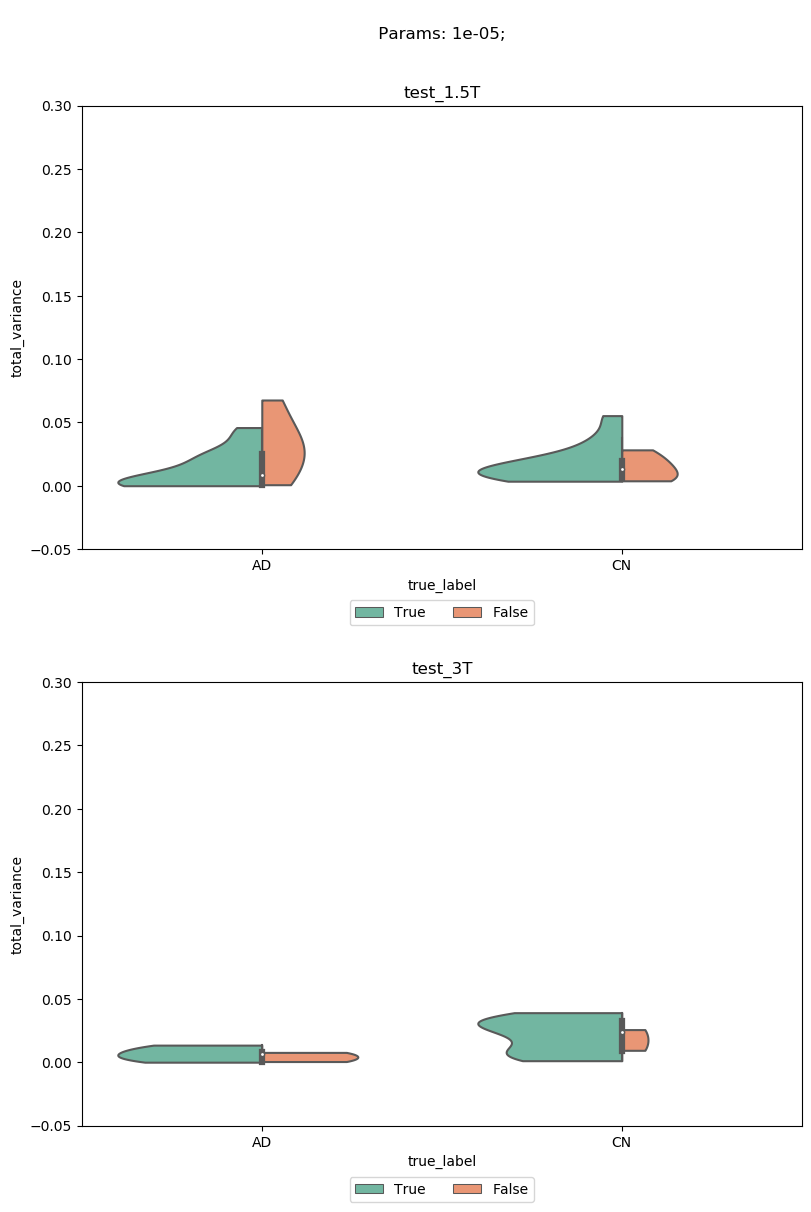 Params: 1e-05;
test_1.5T
0.30
0.25
0.20
0.15
0.10
0.05
0.00
−0.05
total_variance
AD CN
true_label
True False
test_3T
0.30
0.25
0.20
0.15
0.10
0.05
0.00
−0.05
total_variance
AD CN
true_label
True False